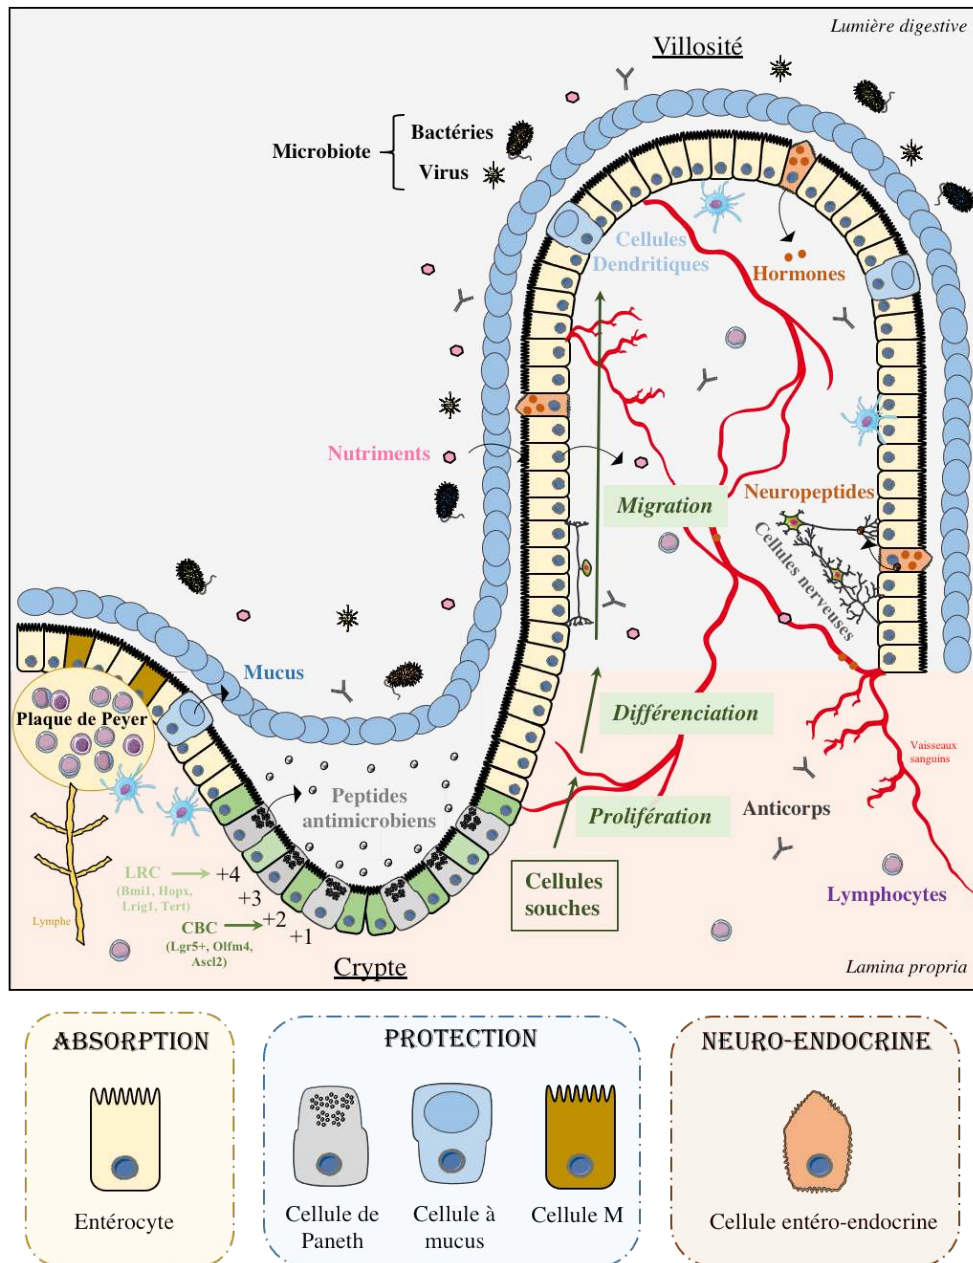 Lumière digestive
Villosité
Microbiote
Bactéries
Virus
Cellules
Dendritiques
Hormones
Nutriments
Migration
Neuropeptides
Cellules nerveuses
Mucus
Plaque de Peyer
Différenciation
Vaisseaux
sanguins
Peptides
antimicrobiens
Prolifération
Anticorps
LRC
(Bmi1, Hopx,
Lrig1, Tert)
+4
+3
+2
+1
Lymphe
CBC
(Lgr5+, Olfm4,
Ascl2)
Cellules
souches
Lymphocytes
Crypte
Lamina propria
ABSORPTION
Entérocyte
PROTECTION
Cellule de
Paneth
Cellule à
mucus
Cellule M
NEURO-ENDOCRINE
Cellule entéro-endocrine